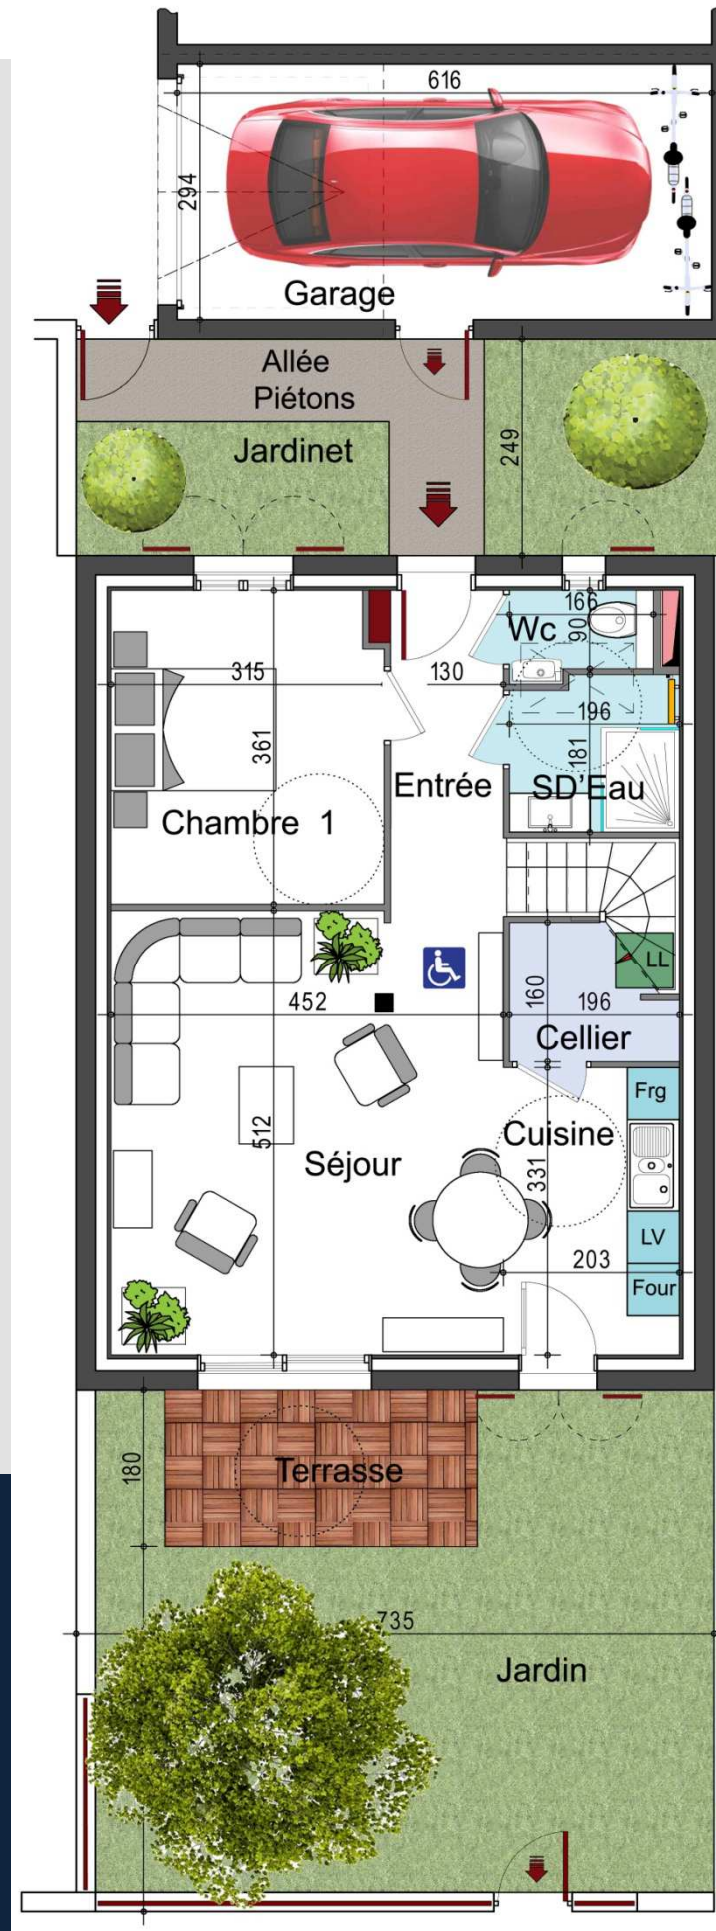 616
294
Garage
Allée
Piétons
Jardinet
249
166
Wc
90
315
130
196
361
181
Entrée
SD'Eau
Chambre 1
LL
452
160
196
Cellier
Frg
Cuisine
512
Séjour
331
LV
203
Four
180
Terrasse
735
Jardin